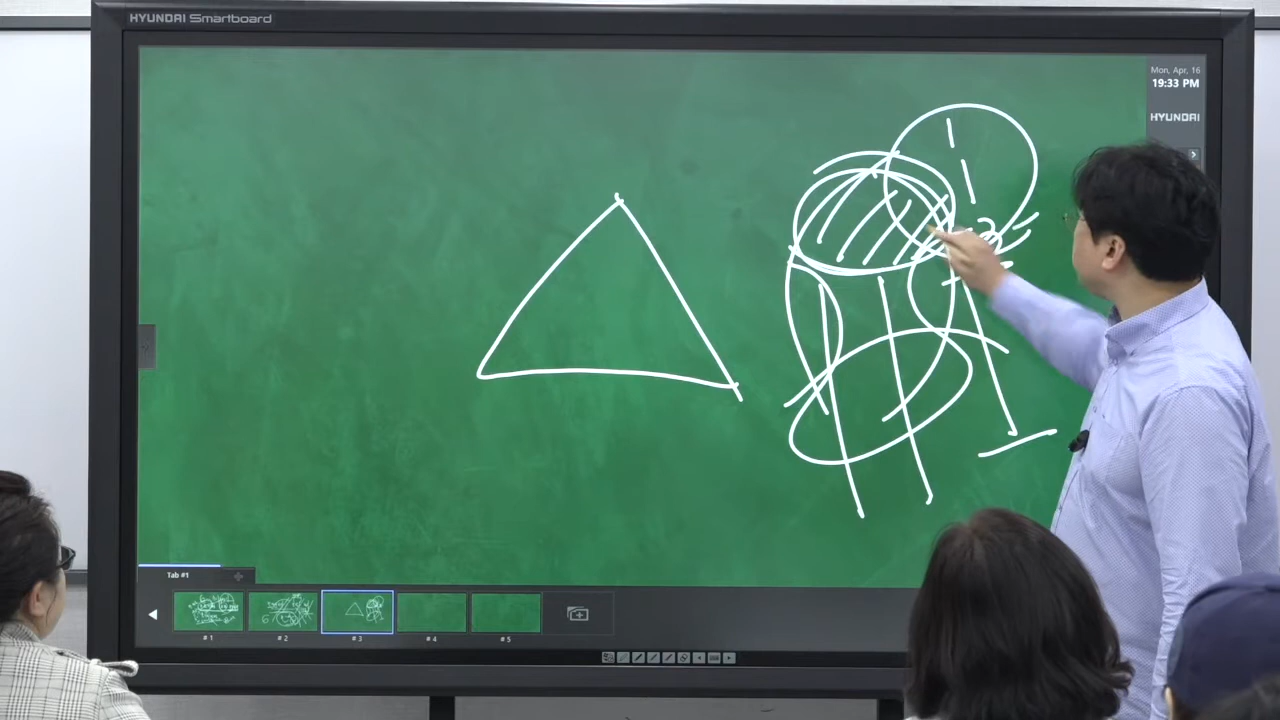 HYUNDAI Smartboard
Mon, Apr, 16
19:33 PM
HYUNDAI
Tab #1
# 1
# 2
# 3
# 4
# 5